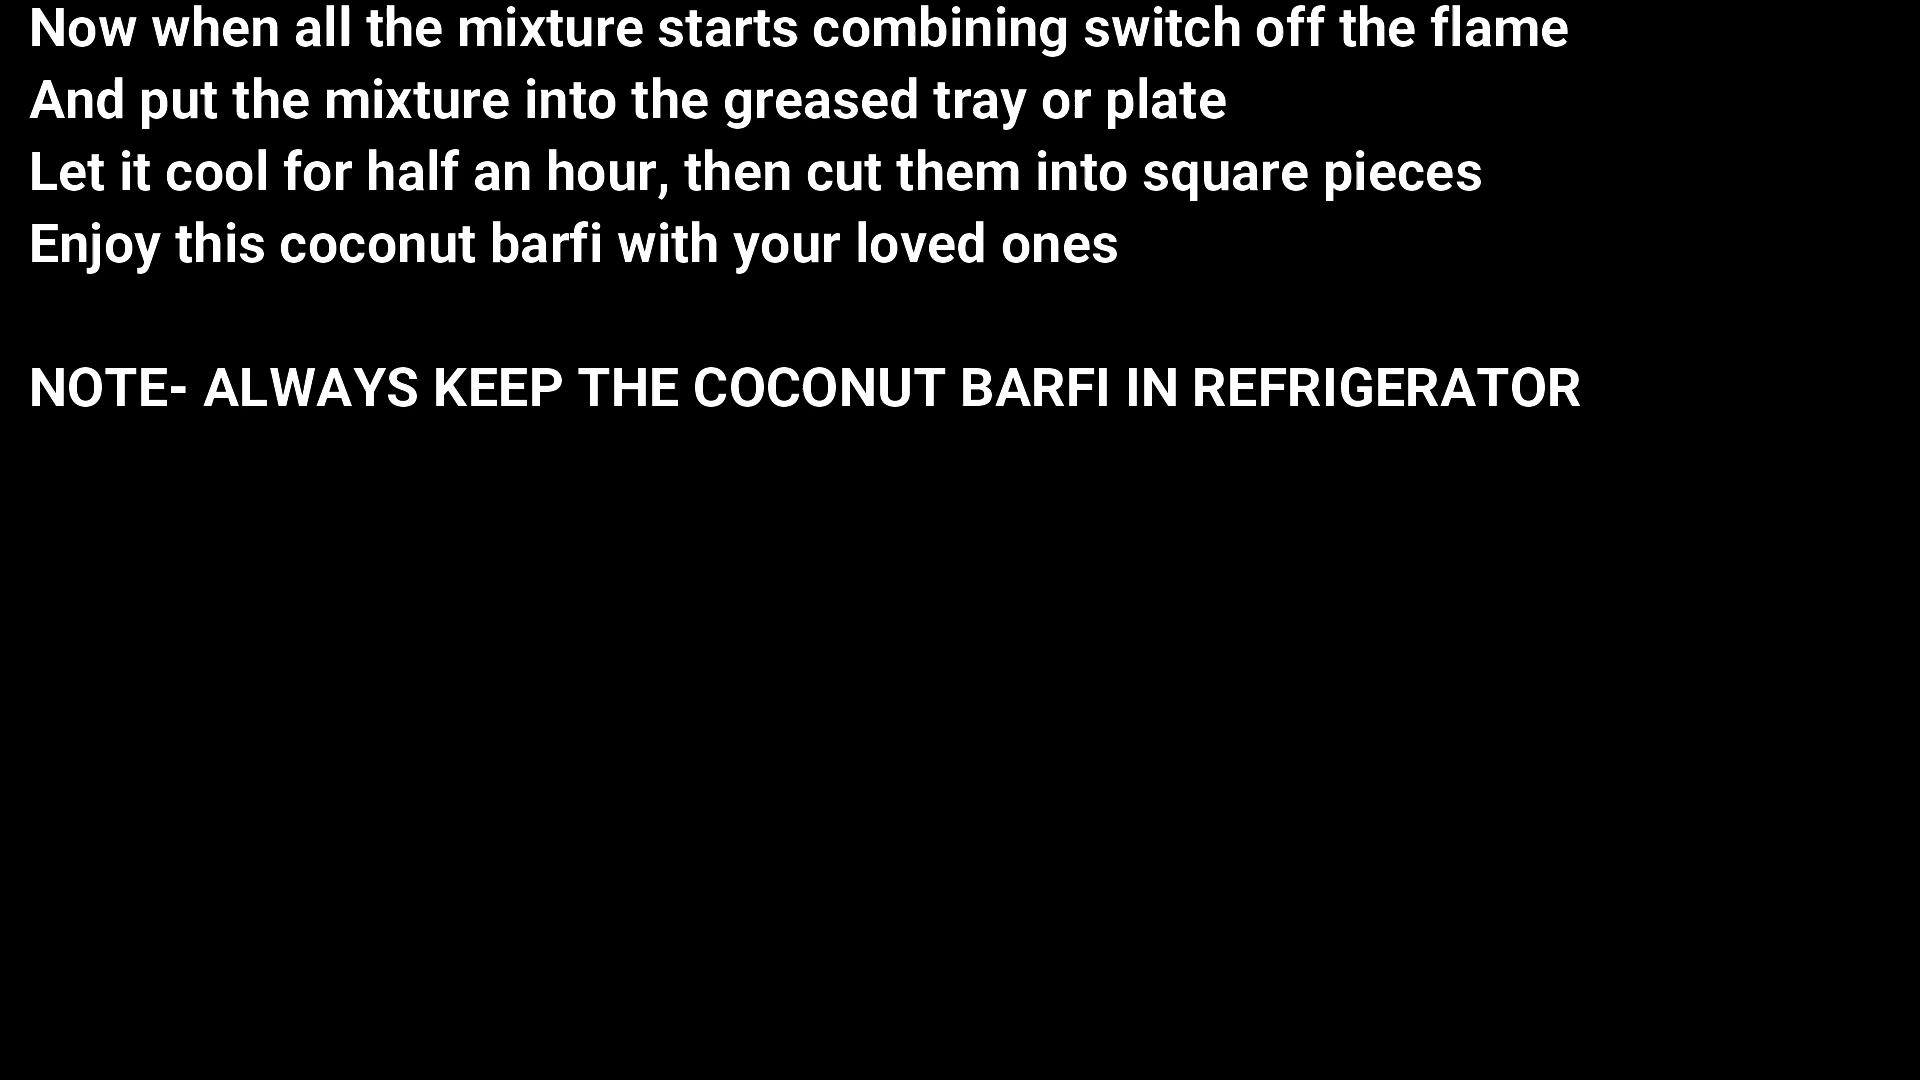 Now when all the mixture starts combining switch off the flame
And put the mixture into the greased tray or plate
Let it cool for half an hour, then cut them into square pieces
Enjoy this coconut barfi with your loved ones
NOTE- ALWAYS KEEP THE COCONUT BARFI IN REFRIGERATOR